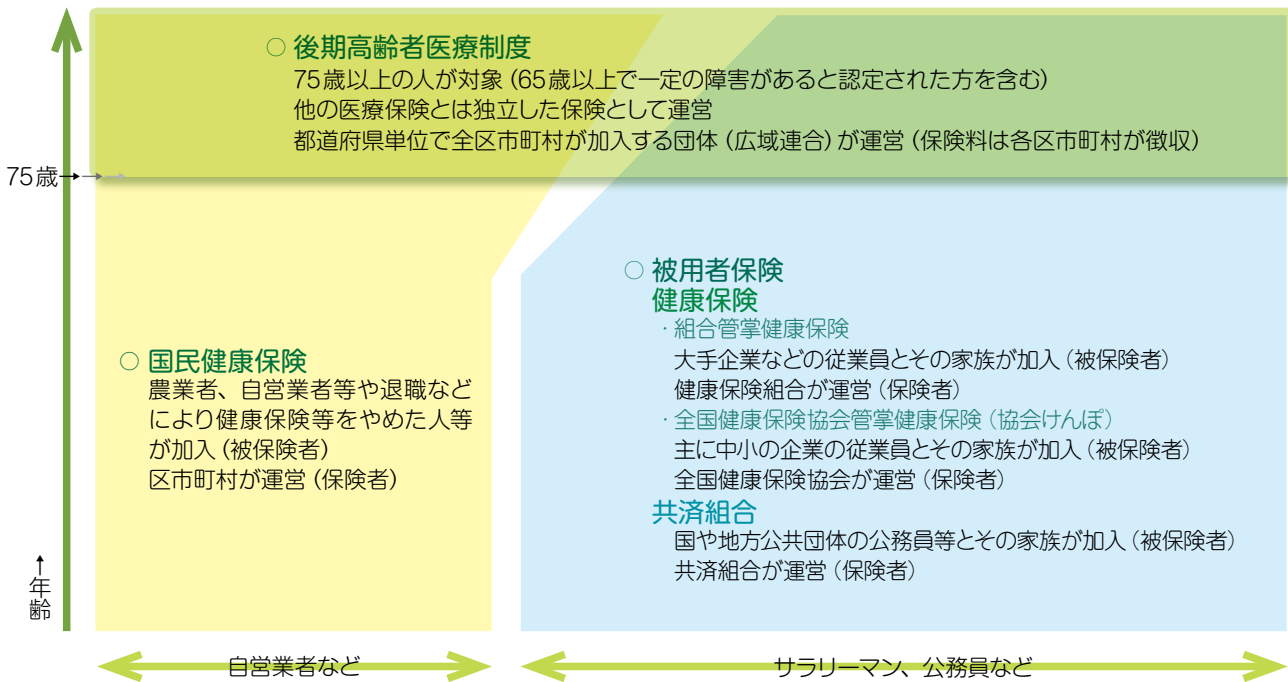 ○ 後期高齢者医療制度
75歳以上の人が対象（65歳以上で一定の障害があると認定された方を含む）
他の医療保険とは独立した保険として運営
都道府県単位で全区市町村が加入する団体（広域連合）が運営（保険料は各区市町村が徴収）
75歳→→→
○ 国民健康保険
農業者、自営業者等や退職など
により健康保険等をやめた人等
が加入（被保険者）
区市町村が運営（保険者）
○ 被用者保険
健康保険
・組合管掌健康保険
大手企業などの従業員とその家族が加入（被保険者）
健康保険組合が運営（保険者）
・全国健康保険協会管掌健康保険（協会けんぽ）
主に中小の企業の従業員とその家族が加入（被保険者）
全国健康保険協会が運営（保険者）
共済組合
国や地方公共団体の公務員等とその家族が加入（被保険者）
共済組合が運営（保険者）
↑年齢
自営業者など
サラリーマン、公務員など